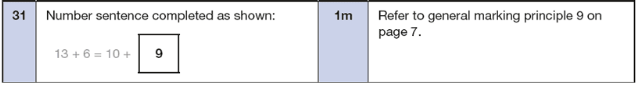 31 Number sentence completed as shown: 1m Refer to general marking principle 9 on
page 7.
13 + 6 = 10 + 9